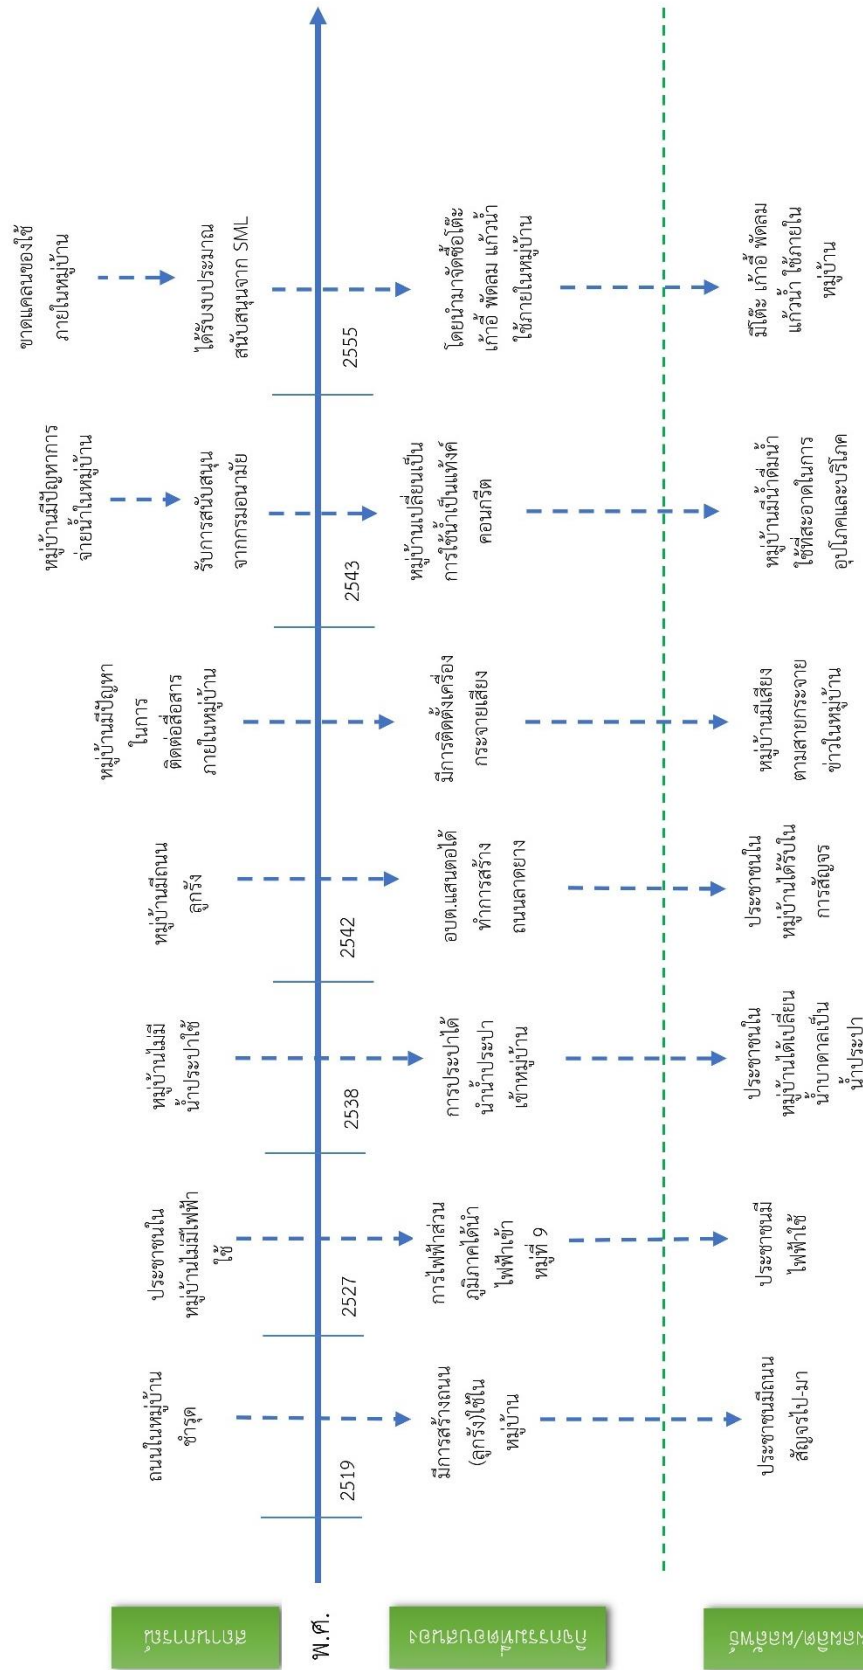 สถานการณ์
ถนนในหมู่บ้าน
ชำรุด
ประชาชนใน
หมู่บ้านไม่มีไฟฟ้า
ใช้
หมู่บ้านไม่มี
น้ำประปาใช้
หมู่บ้านมีถนน
ลูกรัง
หมู่บ้านมีปัญหา
ในการ
ติดต่อสื่อสาร
ภายในหมู่บ้าน
หมู่บ้านมีปัญหาการ
จ่ายน้ำในหมู่บ้าน
รับการสนับสนุน
จากกรมอนามัย
ขาดแคลนของใช้
ภายในหมู่บ้าน
ได้รับงบประมาณ
สนับสนุนจาก SML
พ.ศ.
2519
2527
2538
2542
2543
2555
กิจกรรมที่ตอบสนอง
มีการสร้างถนน
(ลูกรัง)ใช้ใน
หมู่บ้าน
การไฟฟ้าส่วน
ภูมิภาคได้นำ
ไฟฟ้าเข้า
หมู่ที่ 9
การประปาได้
นำน้ำประปา
เข้าหมู่บ้าน
อบต.แสนตอได้
ทำการสร้าง
ถนนลาดยาง
มีการติดตั้งเครื่อง
กระจายเสียง
หมู่บ้านเปลี่ยนเป็น
การใช้น้ำเป็นแท้งค์
คอนกรีต
โดยนำมาจัดซื้อโต๊ะ
เก้าอี้ พัดลม แก้วน้ำ
ใช้ภายในหมู่บ้าน
ผลผลิต/ผลลัพธ์
ประชาชนมีถนน
สัญจรไป-มา
ประชาชนมี
ไฟฟ้าใช้
ประชาชนใน
หมู่บ้านได้เปลี่ยน
น้ำบาดาลเป็น
น้ำประปา
ประชาชนใน
หมู่บ้านได้รับใน
การสัญจร
หมู่บ้านมีเสียง
ตามสายกระจาย
ข่าวในหมู่บ้าน
หมู่บ้านมีน้ำดื่มน้ำ
ใช้ที่สะอาดในการ
อุปโภคและบริโภค
มีโต๊ะ เก้าอี้ พัดลม
แก้วน้ำ ใช้ภายใน
หมู่บ้าน